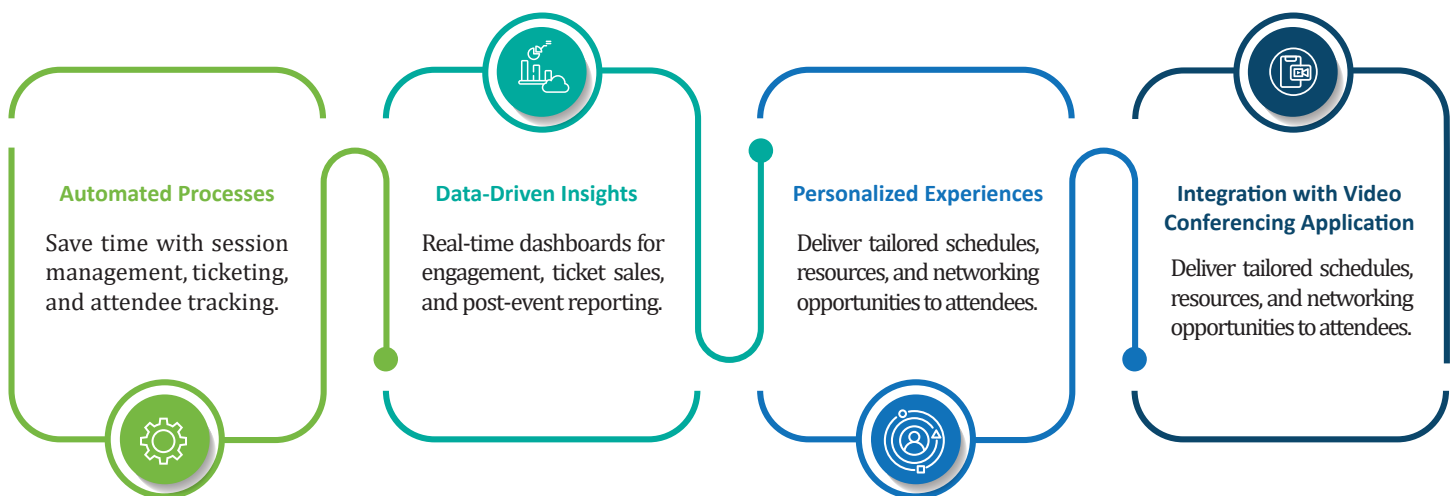 Automated Processes
Save time with session
management, ticketing,
and attendee tracking.
Data-Driven Insights
Real-time dashboards for
engagement, ticket sales,
and post-event reporting.
Personalized Experiences
Deliver tailored schedules,
resources, and networking
opportunities to attendees.
Integration with Video
Conferencing Application
Deliver tailored schedules,
resources, and networking
opportunities to attendees.